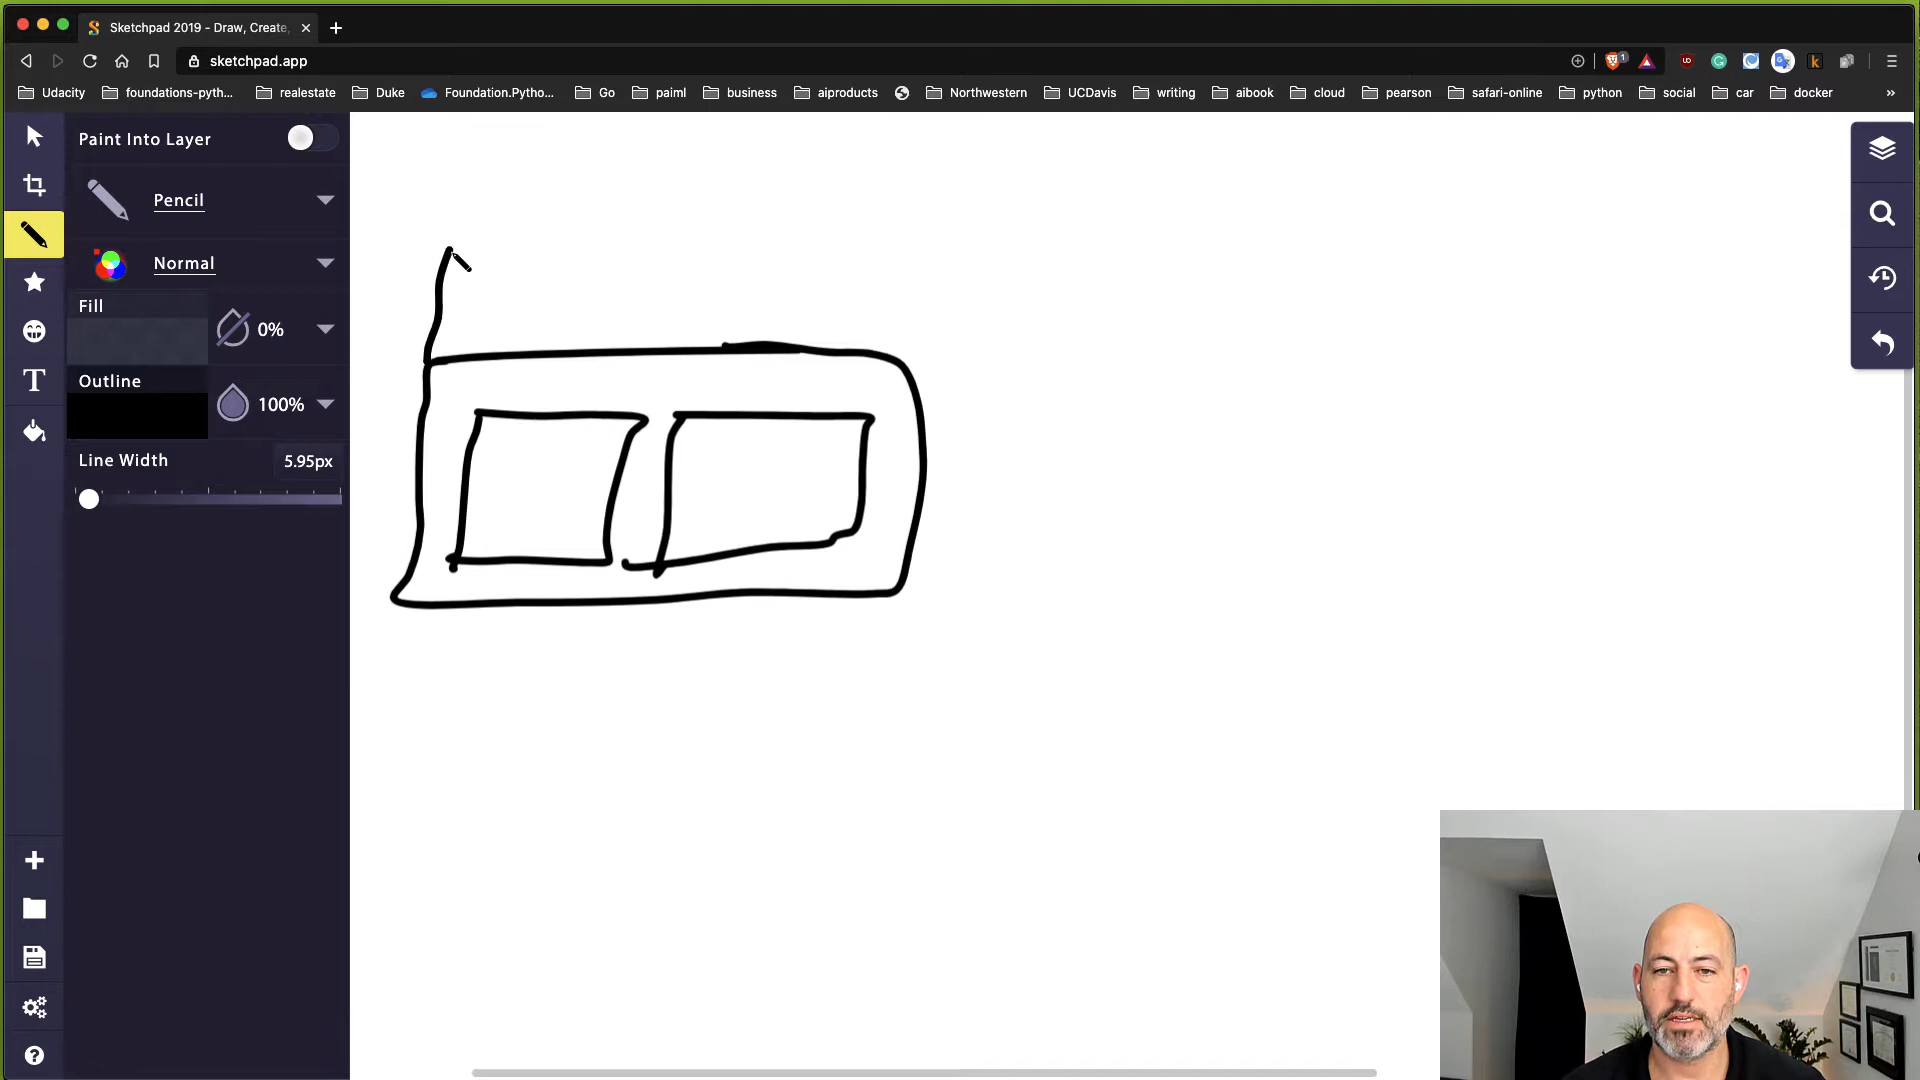 Sketchpad 2019 - Draw, Create,
sketchpad.app
1
UD
k
Udacity
foundations-pyth...
realestate
Duke
Foundation.Pytho...
Go
paiml
business
aiproducts
Northwestern
UCDavis
writing
aibook
cloud
pearson
safari-online
python
social
car
docker
»
Paint Into Layer
Pencil
Normal
Fill
0%
Outline
100%
Line Width
5.95px
T